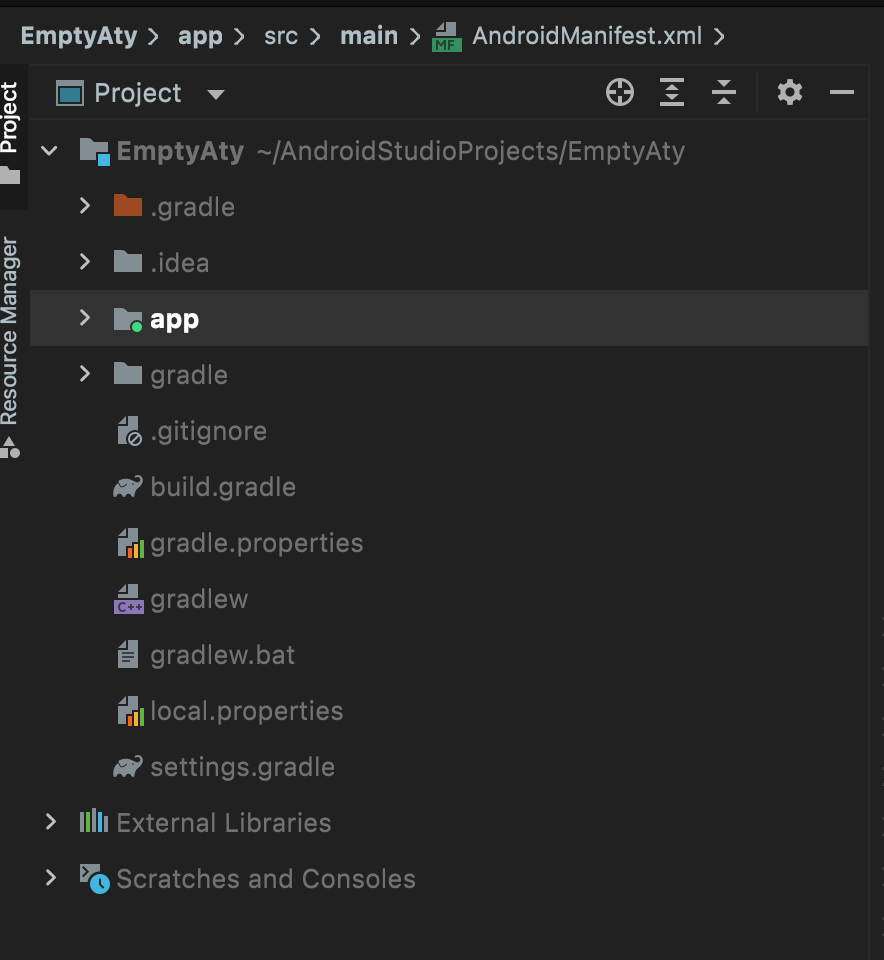 EmptyAty > app > src > main > MF AndroidManifest.xml >
Project
Project
Resource Manager
EmptyAty ~/AndroidStudioProjects/EmptyAty
.gradle
.idea
app
gradle
.gitignore
build.gradle
gradle.properties
C++ gradlew
gradlew.bat
local.properties
settings.gradle
External Libraries
Scratches and Consoles